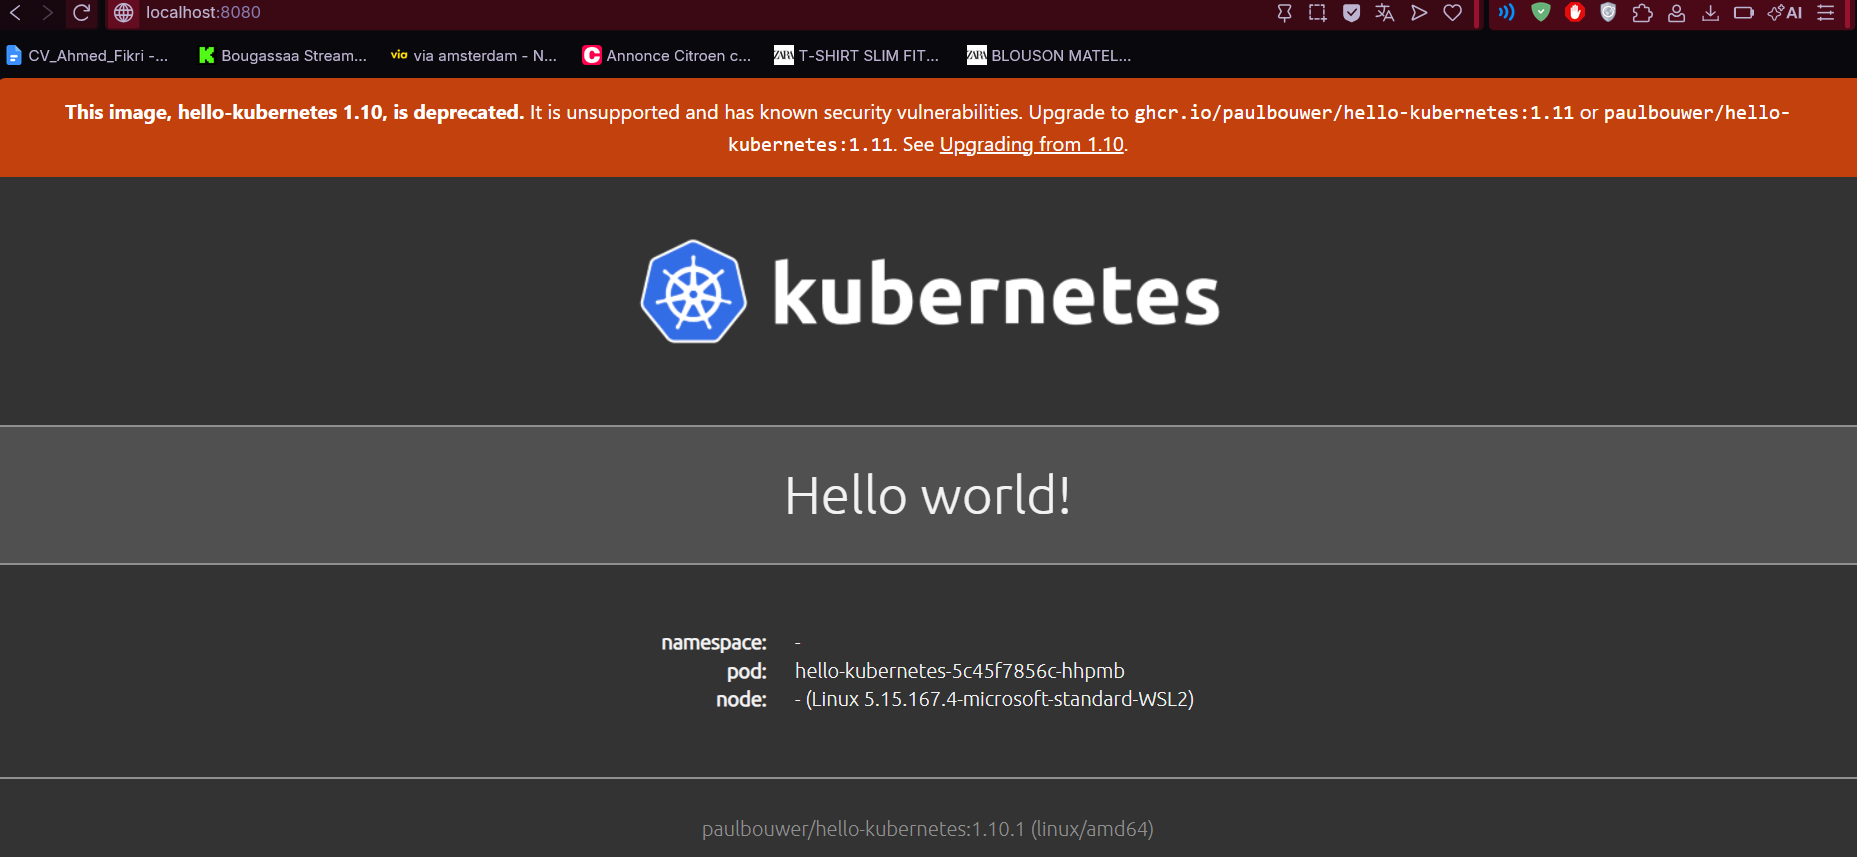 localhost:8080
AI
CV_Ahmed_Fikri -...
Bougassaa Stream...
via via amsterdam - N...
Annonce Citroen c...
ZARA T-SHIRT SLIM FIT...
ZARA BLOUSON MATEL...
This image, hello-kubernetes 1.10, is deprecated. It is unsupported and has known security vulnerabilities. Upgrade to ghcr.io/paulbouwer/hello-kubernetes:1.11 or paulbouwer/hello-
kubernetes:1.11. See Upgrading from 1.10.
kubernetes
Hello world!
namespace: -
pod: hello-kubernetes-5c45f7856c-hhpmb
node: - (Linux 5.15.167.4-microsoft-standard-WSL2)
paulbouwer/hello-kubernetes:1.10.1 (linux/amd64)